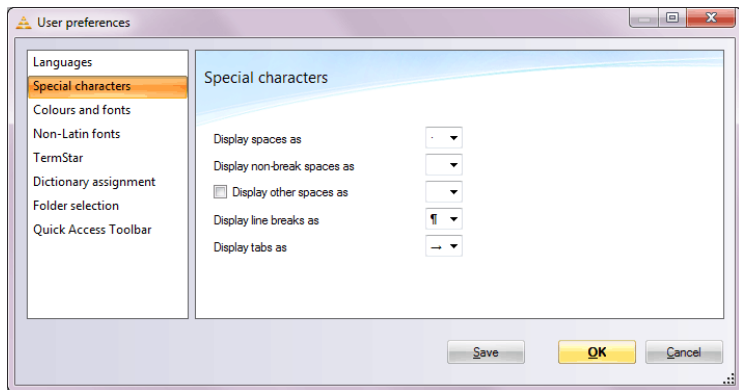 User preferences
Languages
Special characters
Colours and fonts
Non-Latin fonts
TermStar
Dictionary assignment
Folder selection
Quick Access Toolbar
Special characters
Display spaces as ·
Display non-break spaces as
Display other spaces as
Display line breaks as ¶
Display tabs as →
Save OK Cancel